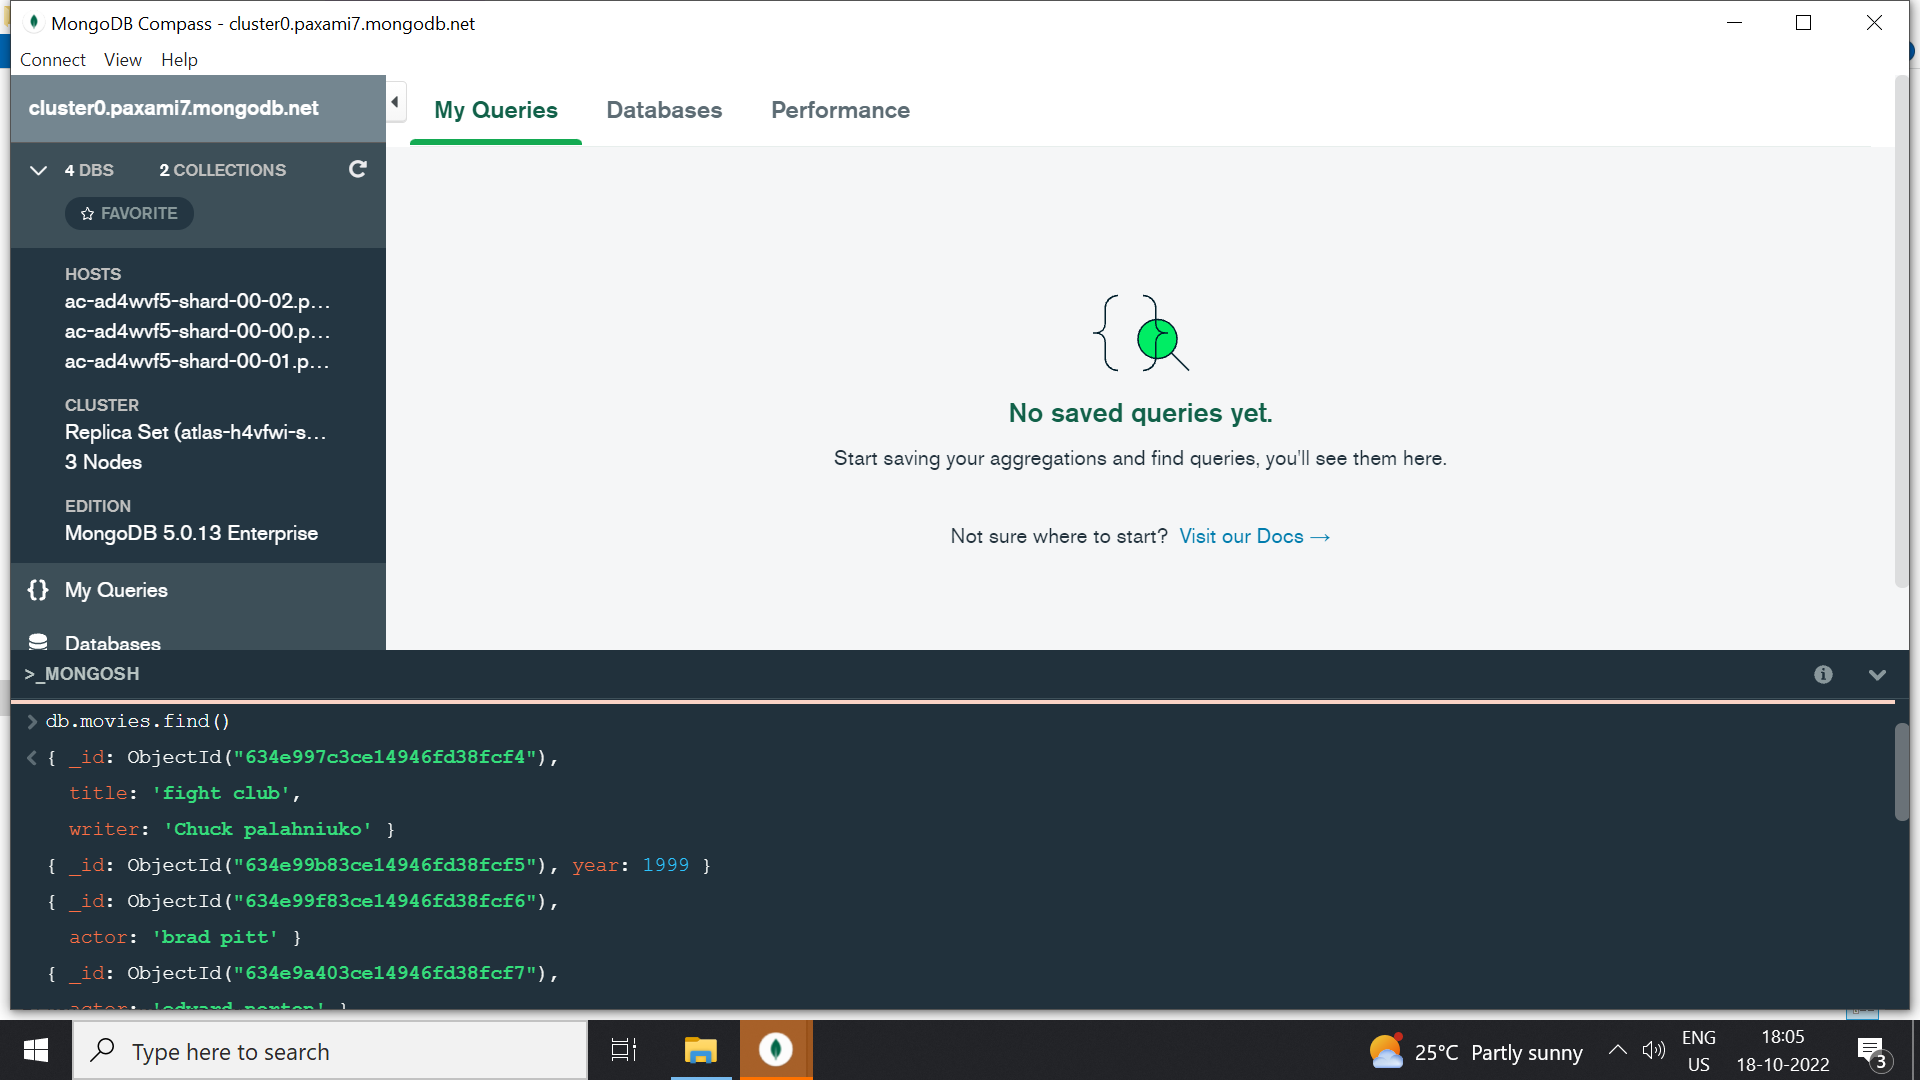 MongoDB Compass - cluster0.paxami7.mongodb.net
Connect View Help
cluster0.paxami7.mongodb.net
My Queries Databases Performance
4 DBS 2 COLLECTIONS
FAVORITE
HOSTS
ac-ad4wvf5-shard-00-02.p...
ac-ad4wvf5-shard-00-00.p...
ac-ad4wvf5-shard-00-01.p...
CLUSTER
Replica Set (atlas-h4vfwi-s...
3 Nodes
EDITION
MongoDB 5.0.13 Enterprise
{} My Queries
Databases
No saved queries yet.
Start saving your aggregations and find queries, you'll see them here.
Not sure where to start? Visit our Docs →
>_MONGOSH
> db.movies.find()
< { _id: ObjectId("634e997c3ce14946fd38fcf4"),
title: 'fight club',
writer: 'Chuck palahniuko' }
{ _id: ObjectId("634e99b83ce14946fd38fcf5"), year: 1999 }
{ _id: ObjectId("634e99f83ce14946fd38fcf6"),
actor: 'brad pitt' }
{ _id: ObjectId("634e9a403ce14946fd38fcf7"),
actor: 'edward norton' }
Type here to search
25°C Partly sunny
ENG
US
18:05
18-10-2022
3